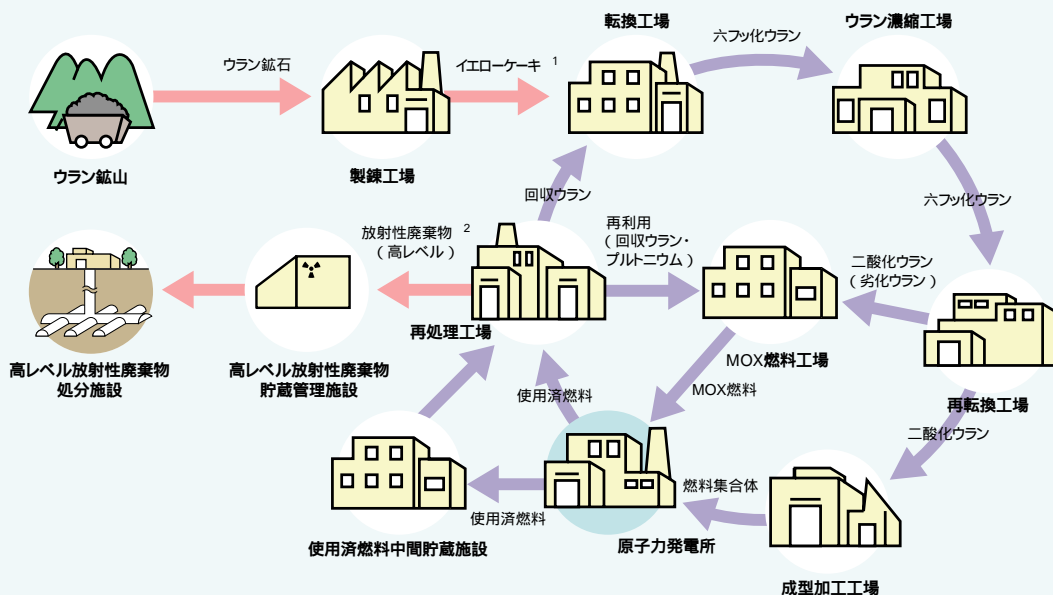 転換工場
ウラン濃縮工場
六フッ化ウラン
ウラン鉱石
イエローケーキ 1
ウラン鉱山
製錬工場
回収ウラン
六フッ化ウラン
放射性廃棄物 2
(高レベル)
再利用
(回収ウラン・
プルトニウム)
二酸化ウラン
(劣化ウラン)
再処理工場
高レベル放射性廃棄物
処分施設
高レベル放射性廃棄物
貯蔵管理施設
MOX燃料工場
MOX燃料
使用済燃料
再転換工場
二酸化ウラン
燃料集合体
使用済燃料
使用済燃料中間貯蔵施設
原子力発電所
成型加工工場